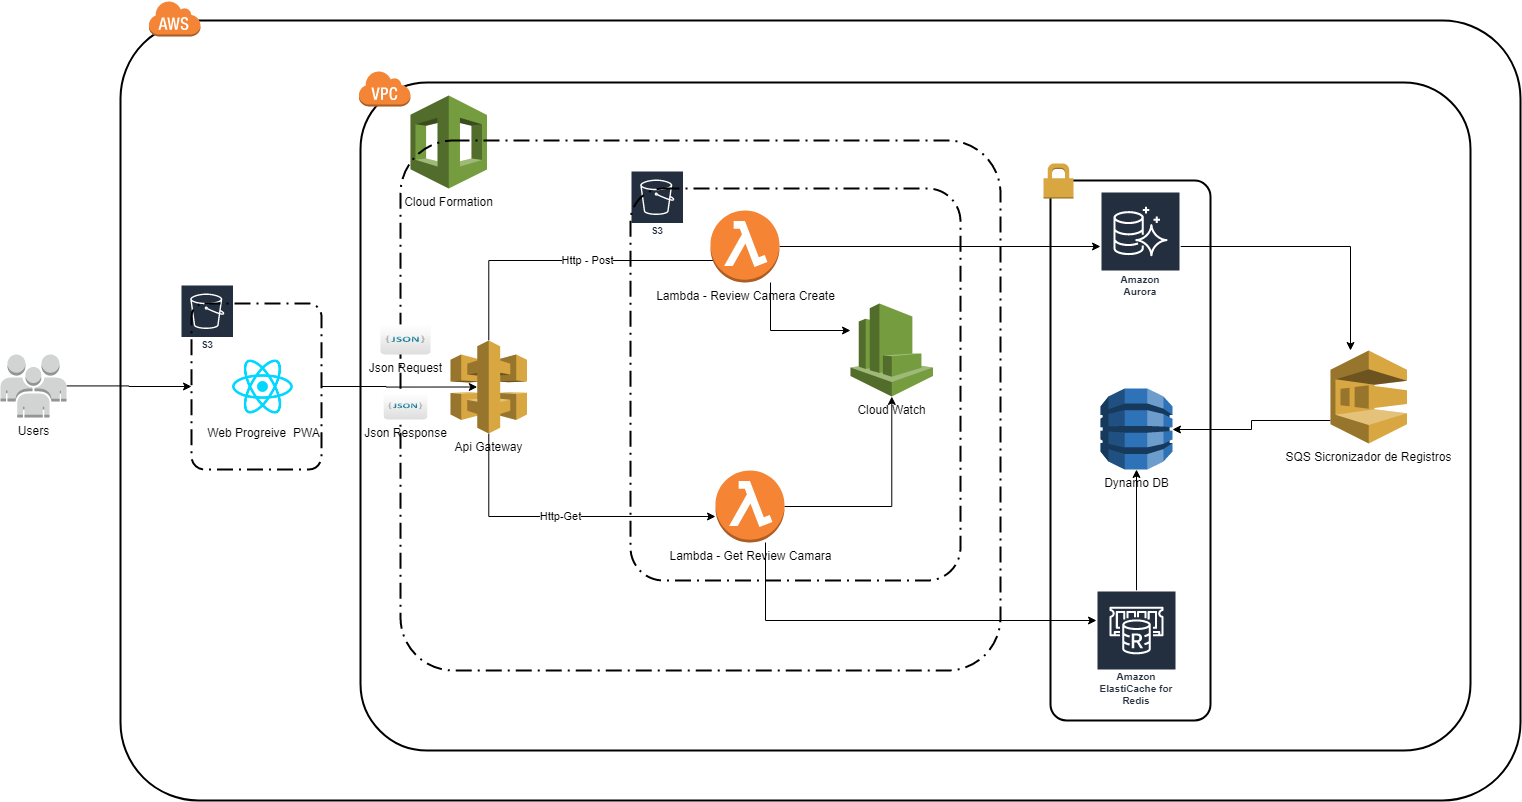 AWS
VPC
Cloud Formation
S3
Http - Post
Lambda - Review Camera Create
Amazon
Aurora
S3
{JSON}
Json Request
Users
Web Progreive  PWA
{JSON}
Json Response
Api Gateway
Cloud Watch
SQS Sicronizador de Registros
Dynamo DB
Http-Get
Lambda - Get Review Camara
R
Amazon
ElastiCache for
Redis